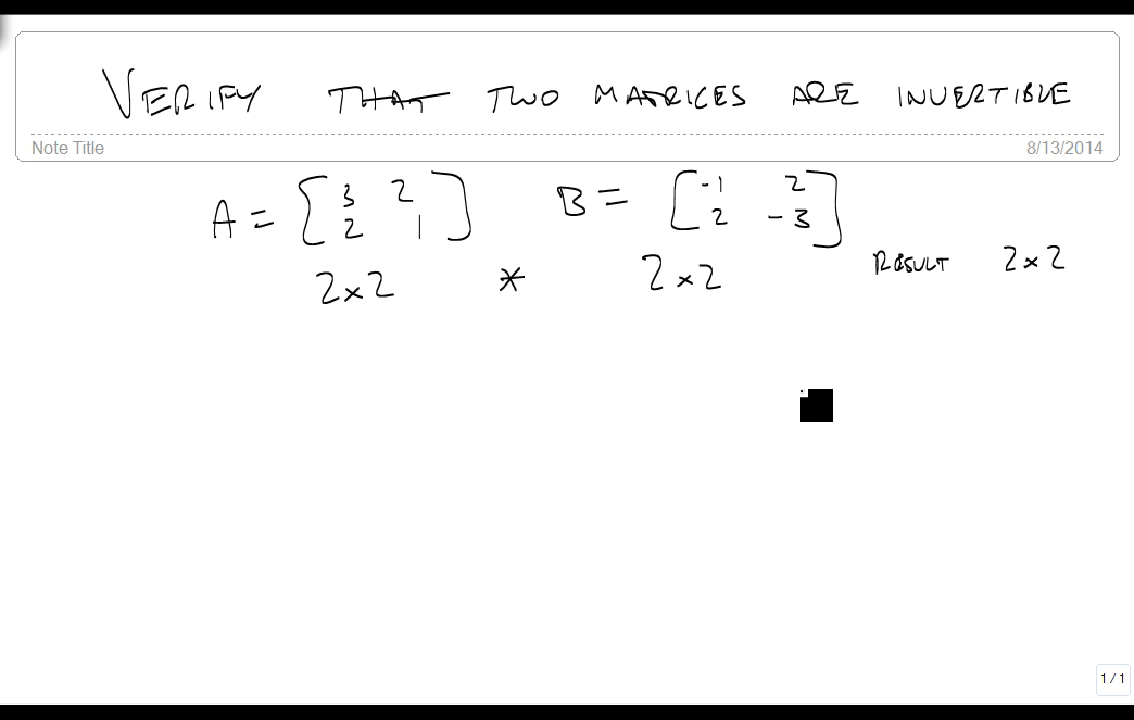 VERIFY THAT TWO MATRICES ARE INVERTIBLE
Note Title 8/13/2014
A = [ 3 2 ] B = [ -1 2 ]
2 1 2 -3
2x2 * 2x2 RESULT 2x2
1/1